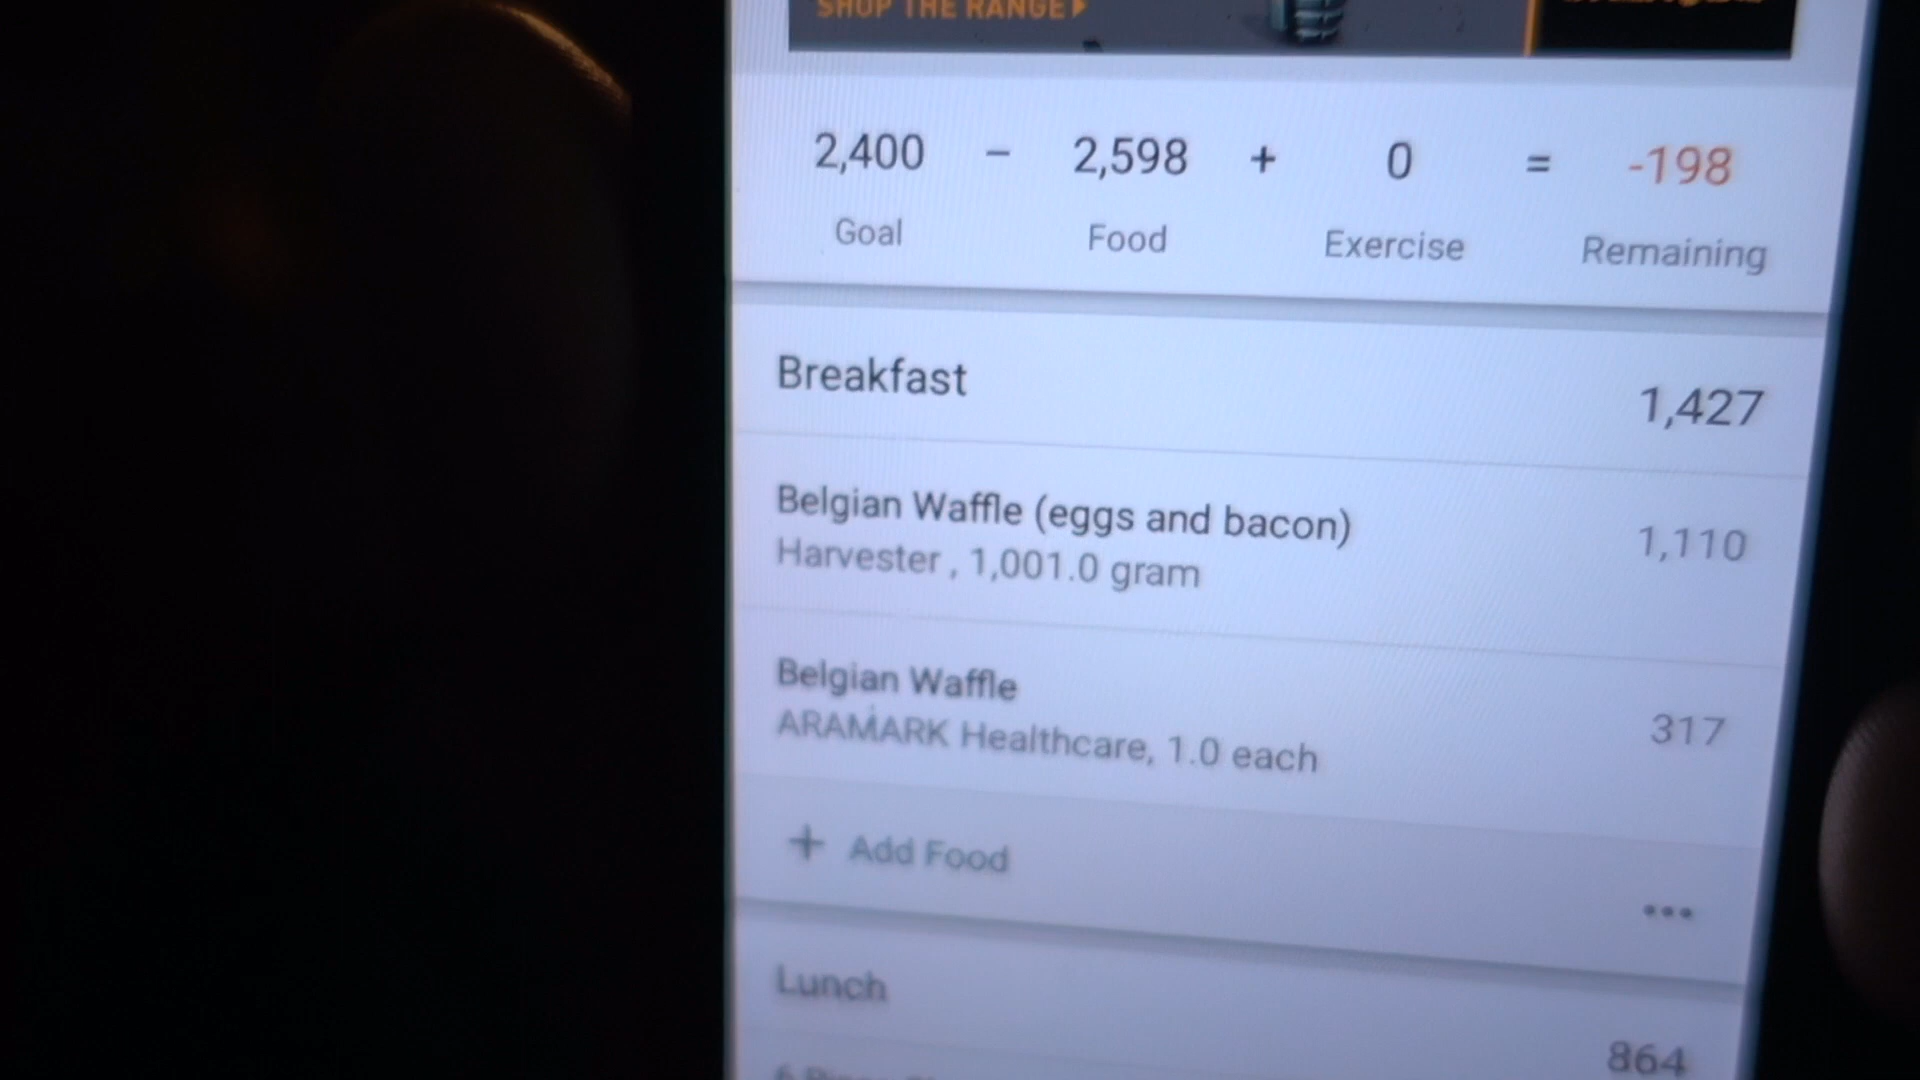 SHOP THE RANGE
2,400 - 2,598 + 0 = -198
Goal Food Exercise Remaining
Breakfast 1,427
Belgian Waffle (eggs and bacon) 1,110
Harvester , 1,001.0 gram
Belgian Waffle 317
ARAMARK Healthcare, 1.0 each
+ Add Food
Lunch 864